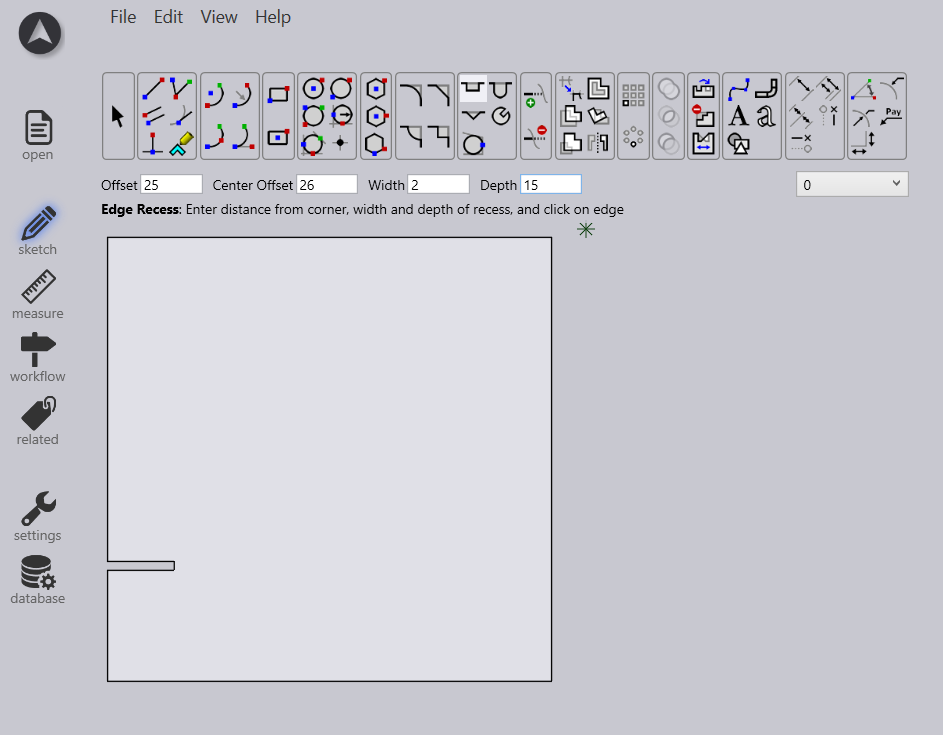 File Edit View Help
open
A a
Pay
Offset 25 Center Offset 26 Width 2 Depth 15 0
Edge Recess: Enter distance from corner, width and depth of recess, and click on edge
sketch
measure
workflow
related
settings
database